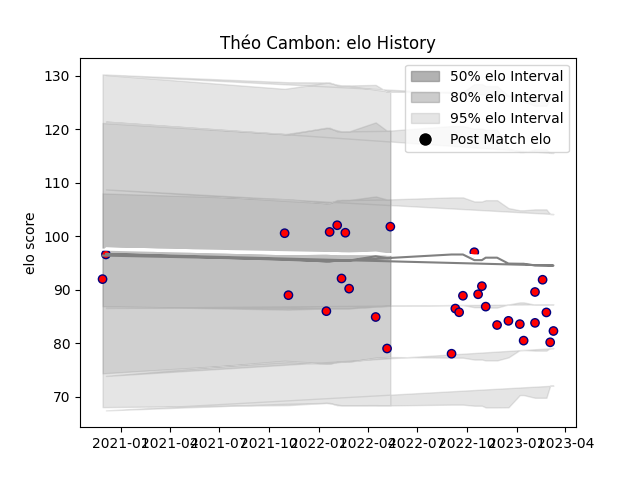 Théo Cambon: elo History
50% elo Interval
80% elo Interval
95% elo Interval
Post Match elo
elo score
130
120
110
100
90
80
70
2021-01 2021-04 2021-07 2021-10 2022-01 2022-04 2022-07 2022-10 2023-01 2023-04